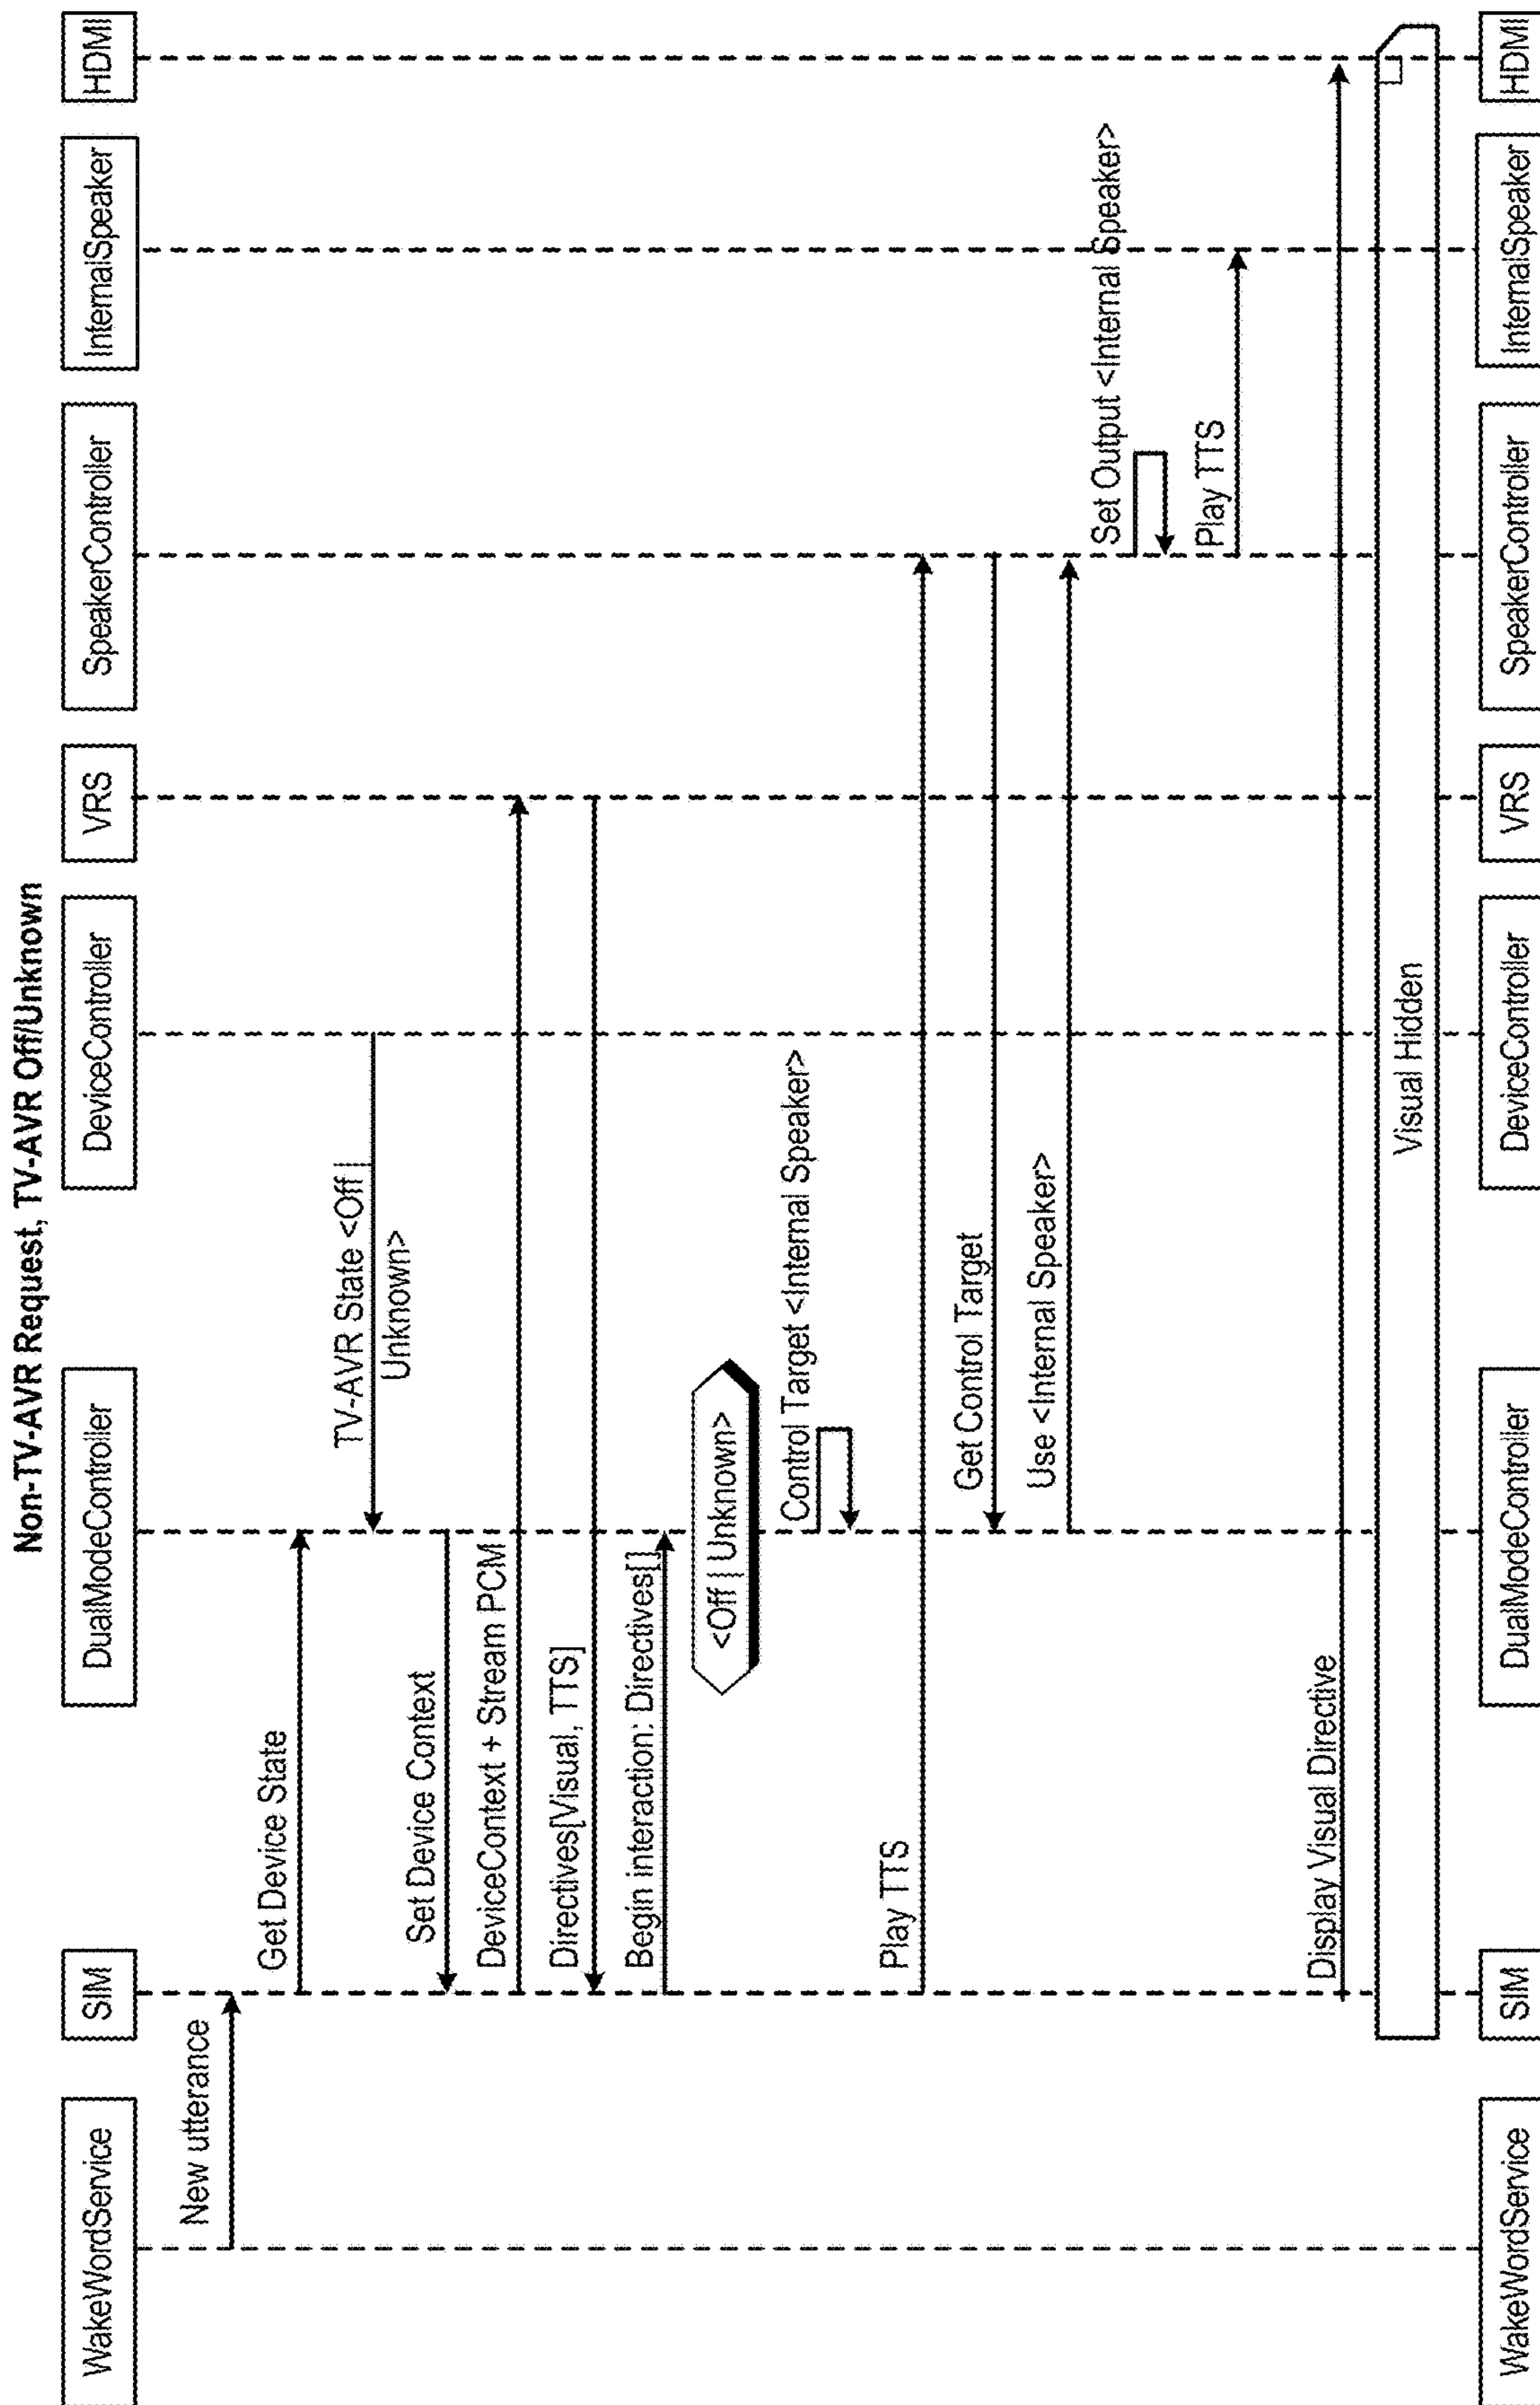 Non-TV-AVR Request, TV-AVR Off/Unknown
WakeWordService
SIM
DualModeController
DeviceController
VRS
SpeakerController
InternalSpeaker
HDMI
New utterance
Get Device State
TV-AVR State <Off |
Unknown>
Set Device Context
DeviceContext + Stream PCM
Directives[Visual, TTS]
Begin interaction: Directives[]
<Off | Unknown>
Control Target <Internal Speaker>
Play TTS
Get Control Target
Use <Internal Speaker>
Set Output <Internal Speaker>
Play TTS
Display Visual Directive
Visual Hidden
WakeWordService
SIM
DualModeController
DeviceController
VRS
SpeakerController
InternalSpeaker
HDMI